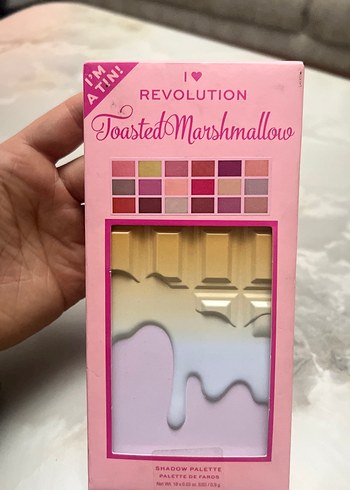 I'M
A TIN!
I ♥
REVOLUTION
Toasted Marshmallow
SHADOW PALETTE
PALETTE DE FARDS